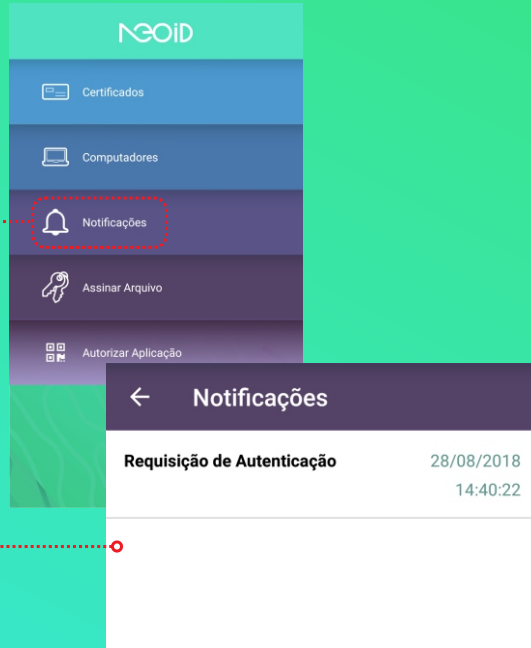 NEOiD
Certificados
Computadores
Notificações
Assinar Arquivo
Autorizar Aplicação
Notificações
Requisição de Autenticação 28/08/2018
14:40:22